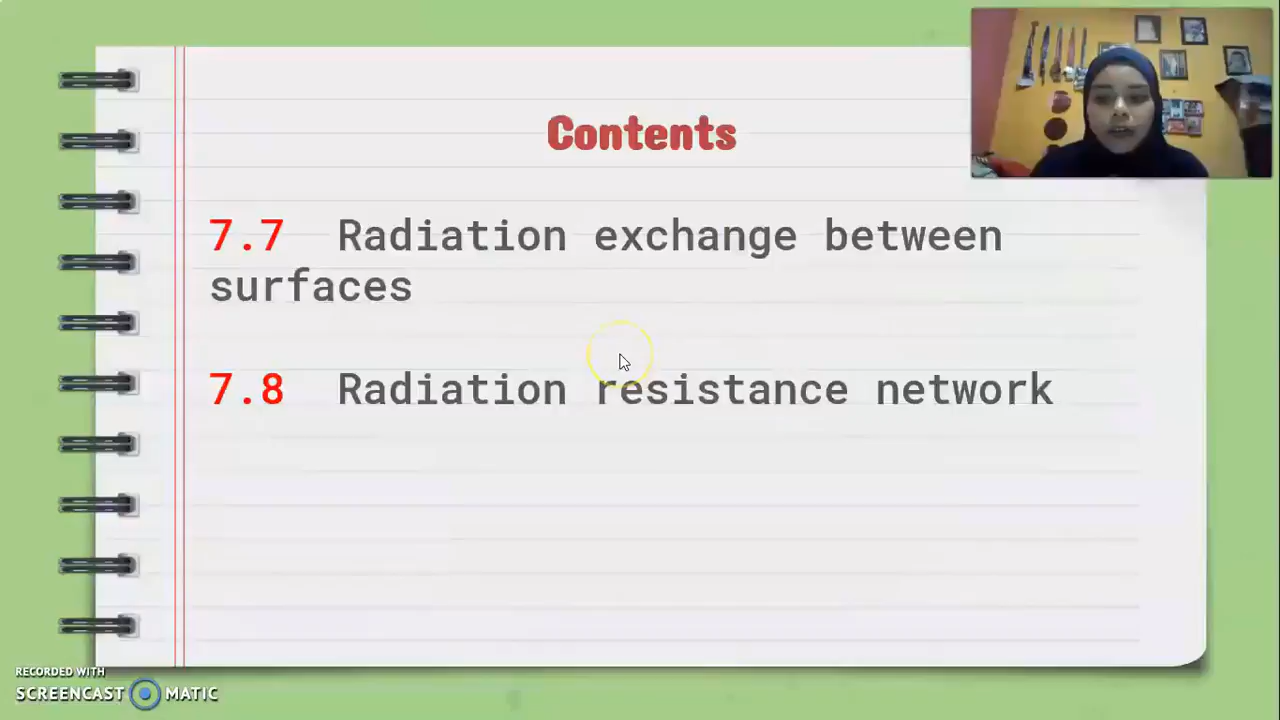 Contents
7.7 Radiation exchange between
surfaces
7.8 Radiation resistance network
RECORDED WITH
SCREENCAST MATIC